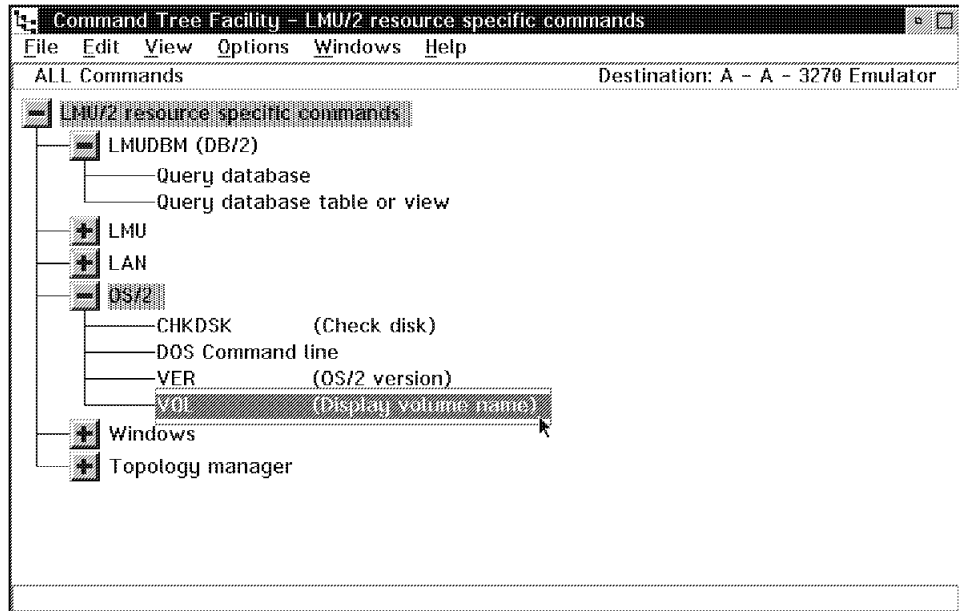 Command Tree Facility – LMU/2 resource specific commands
File Edit View Options Windows Help
ALL Commands Destination: A – A – 3270 Emulator
LMU/2 resource specific commands
LMUDBM (DB/2)
Query database
Query database table or view
LMU
LAN
OS/2
CHKDSK (Check disk)
DOS Command line
VER (OS/2 version)
VOL (Display volume name)
Windows
Topology manager